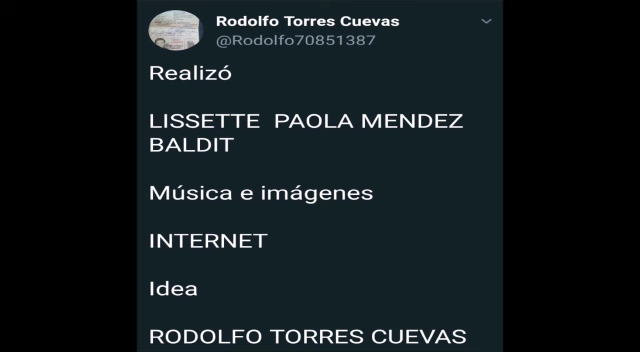 Rodolfo Torres Cuevas
@Rodolfo70851387
Realizó
LISSETTE PAOLA MENDEZ
BALDIT
Música e imágenes
INTERNET
Idea
RODOLFO TORRES CUEVAS